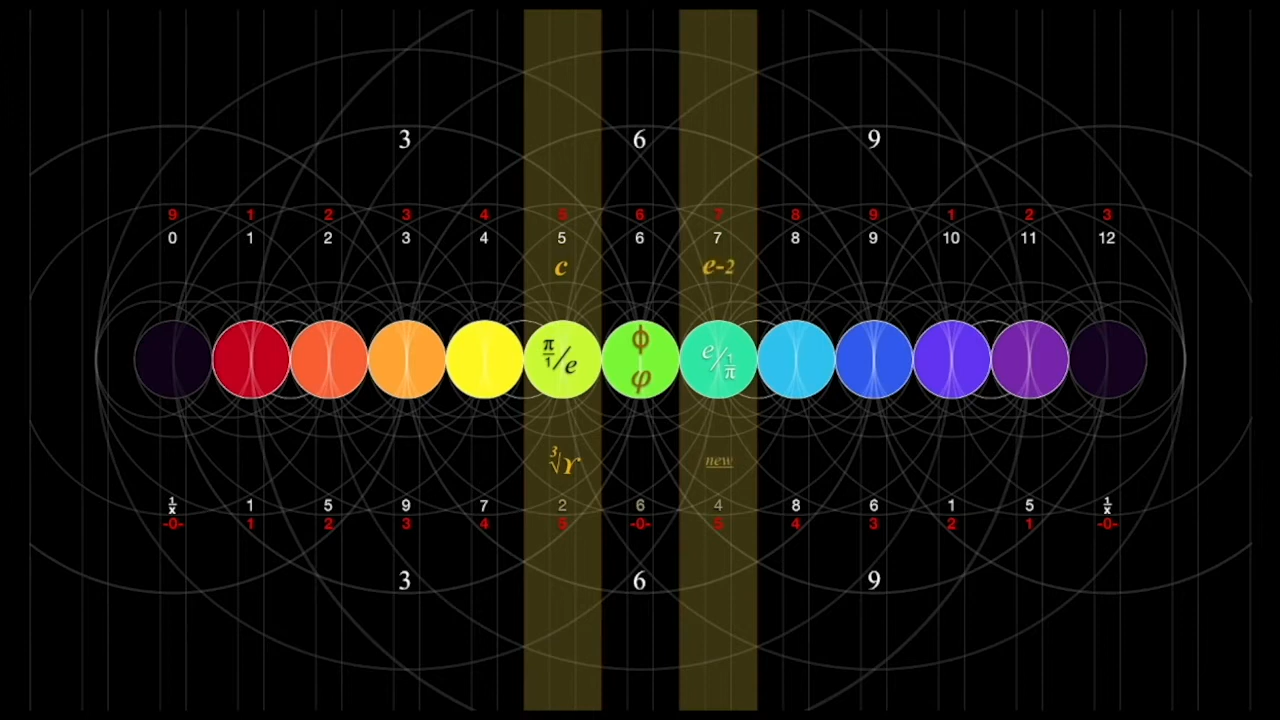 3 6 9
9 1 2 3 4 5 6 7 8 9 1 2 3
0 1 2 3 4 5 6 7 8 9 10 11 12
c e-2
π/1/e ϕ φ e/1/π
³√ϒ new
1/x 1 5 9 7 2 6 4 8 6 1 5 1/x
-0- 1 2 3 4 5 -0- 5 4 3 2 1 -0-
3 6 9